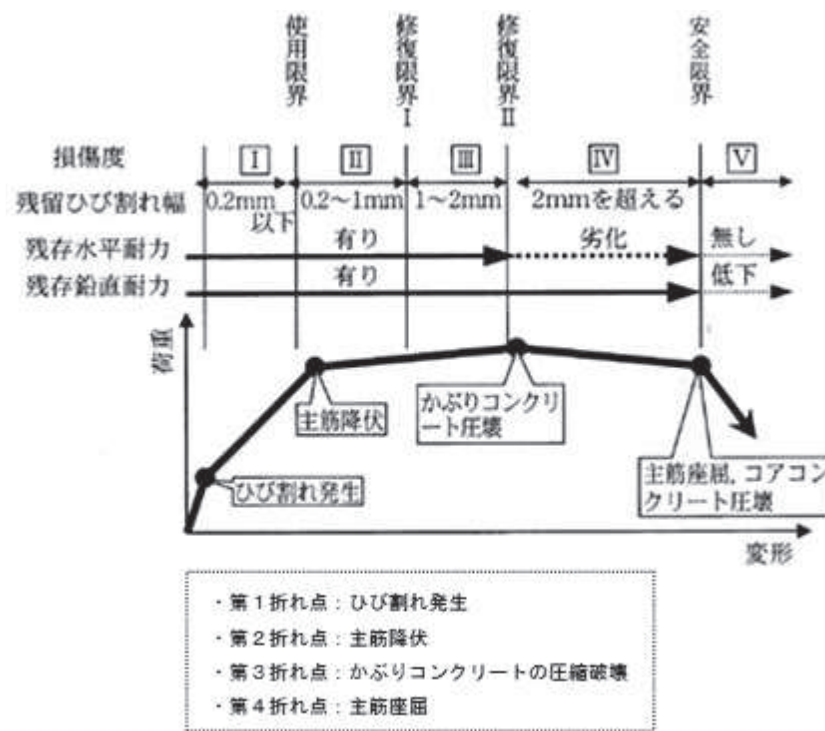 使用限界
修復限界Ⅰ
修復限界Ⅱ
安全限界
損傷度
Ⅰ
Ⅱ
Ⅲ
Ⅳ
Ⅴ
残留ひび割れ幅
0.2mm
以下
0.2～1mm
1～2mm
2mmを超える
残存水平耐力
有り
劣化
無し
残存鉛直耐力
有り
低下
荷重
主筋降伏
かぶりコンクリ
ート圧壊
ひび割れ発生
主筋座屈，コアコン
クリート圧壊
変形
・第１折れ点：ひび割れ発生
・第２折れ点：主筋降伏
・第３折れ点：かぶりコンクリートの圧縮破壊
・第４折れ点：主筋座屈